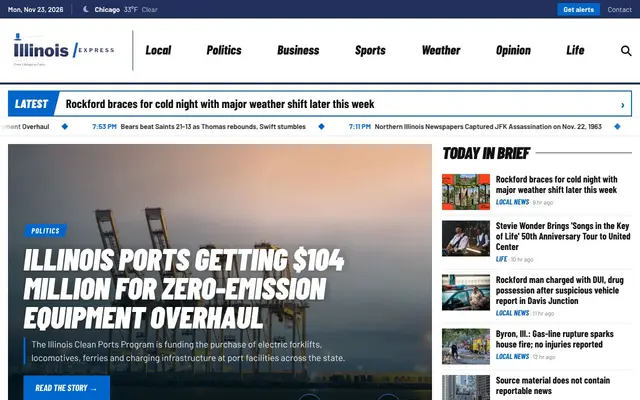 Mon, Nov 23, 2026
Chicago 33°F Clear
Get alerts
Contact
Illinois / EXPRESS
Local
Politics
Business
Sports
Weather
Opinion
Life
LATEST
Rockford braces for cold night with major weather shift later this week
ment Overhaul
7:53 PM Bears beat Saints 21–13 as Thomas rebounds, Swift stumbles
7:11 PM Northern Illinois Newspapers Captured JFK Assassination on Nov. 22, 1963
POLITICS
ILLINOIS PORTS GETTING $104
MILLION FOR ZERO-EMISSION
EQUIPMENT OVERHAUL
The Illinois Clean Ports Program is funding the purchase of electric forklifts,
locomotives, ferries and charging infrastructure at port facilities across the state.
READ THE STORY →
TODAY IN BRIEF
Rockford braces for cold night with
major weather shift later this week
LOCAL NEWS 9 hr ago
Stevie Wonder Brings 'Songs in the Key
of Life' 50th Anniversary Tour to United
Center
LIFE 10 hr ago
Rockford man charged with DUI, drug
possession after suspicious vehicle
report in Davis Junction
LOCAL NEWS 11 hr ago
Byron, Ill.: Gas-line rupture sparks
house fire; no injuries reported
LOCAL NEWS 12 hr ago
Source material does not contain
reportable news